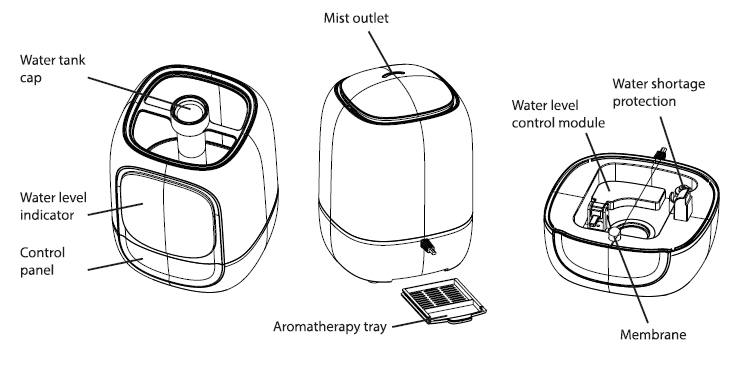 Mist outlet
Water tank
cap
Water level
indicator
Control
panel
Aromatherapy tray
Water shortage
protection
Water level
control module
Membrane